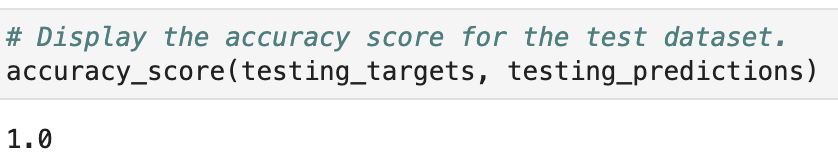 # Display the accuracy score for the test dataset.
accuracy_score(testing_targets, testing_predictions)
1.0